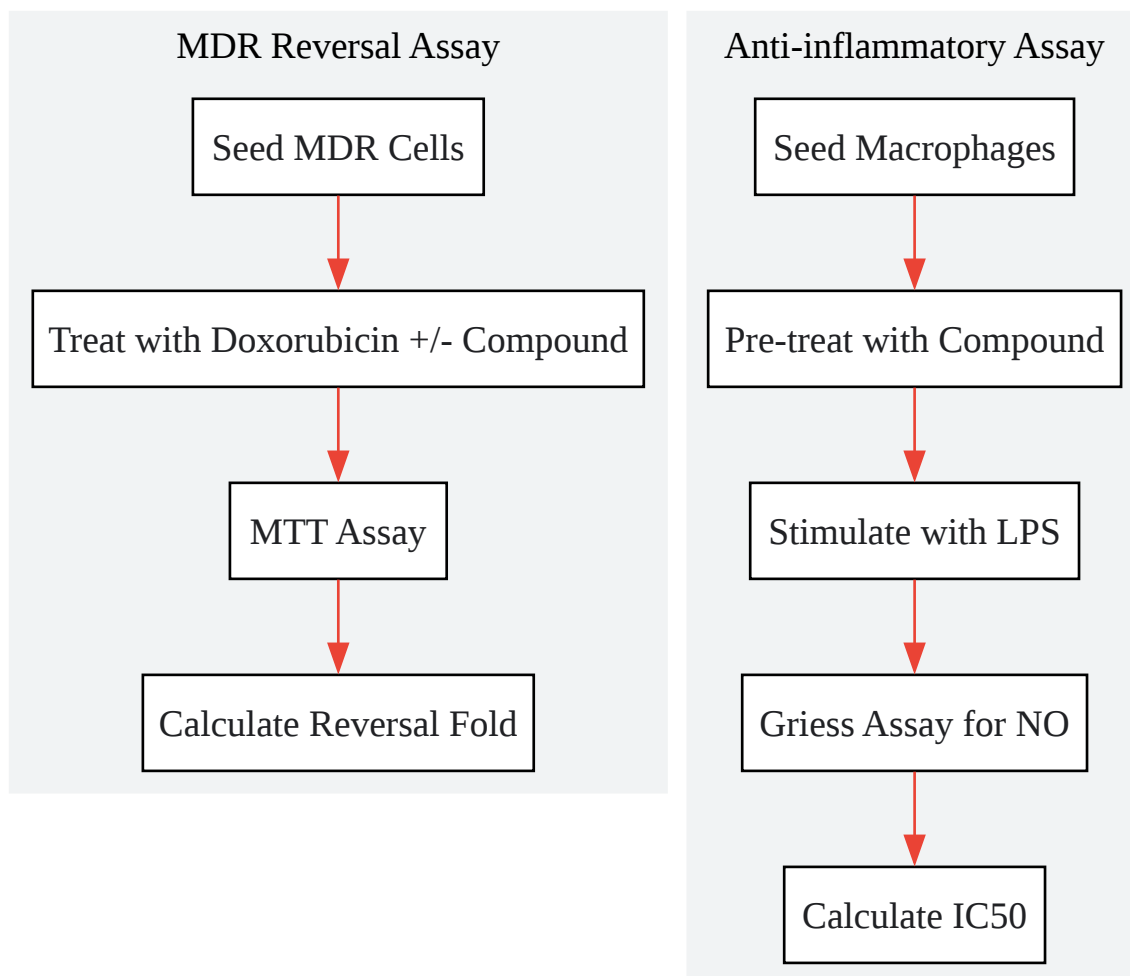 MDR Reversal Assay
Seed MDR Cells
Treat with Doxorubicin +/- Compound
MTT Assay
Calculate Reversal Fold
Anti-inflammatory Assay
Seed Macrophages
Pre-treat with Compound
Stimulate with LPS
Griess Assay for NO
Calculate IC50